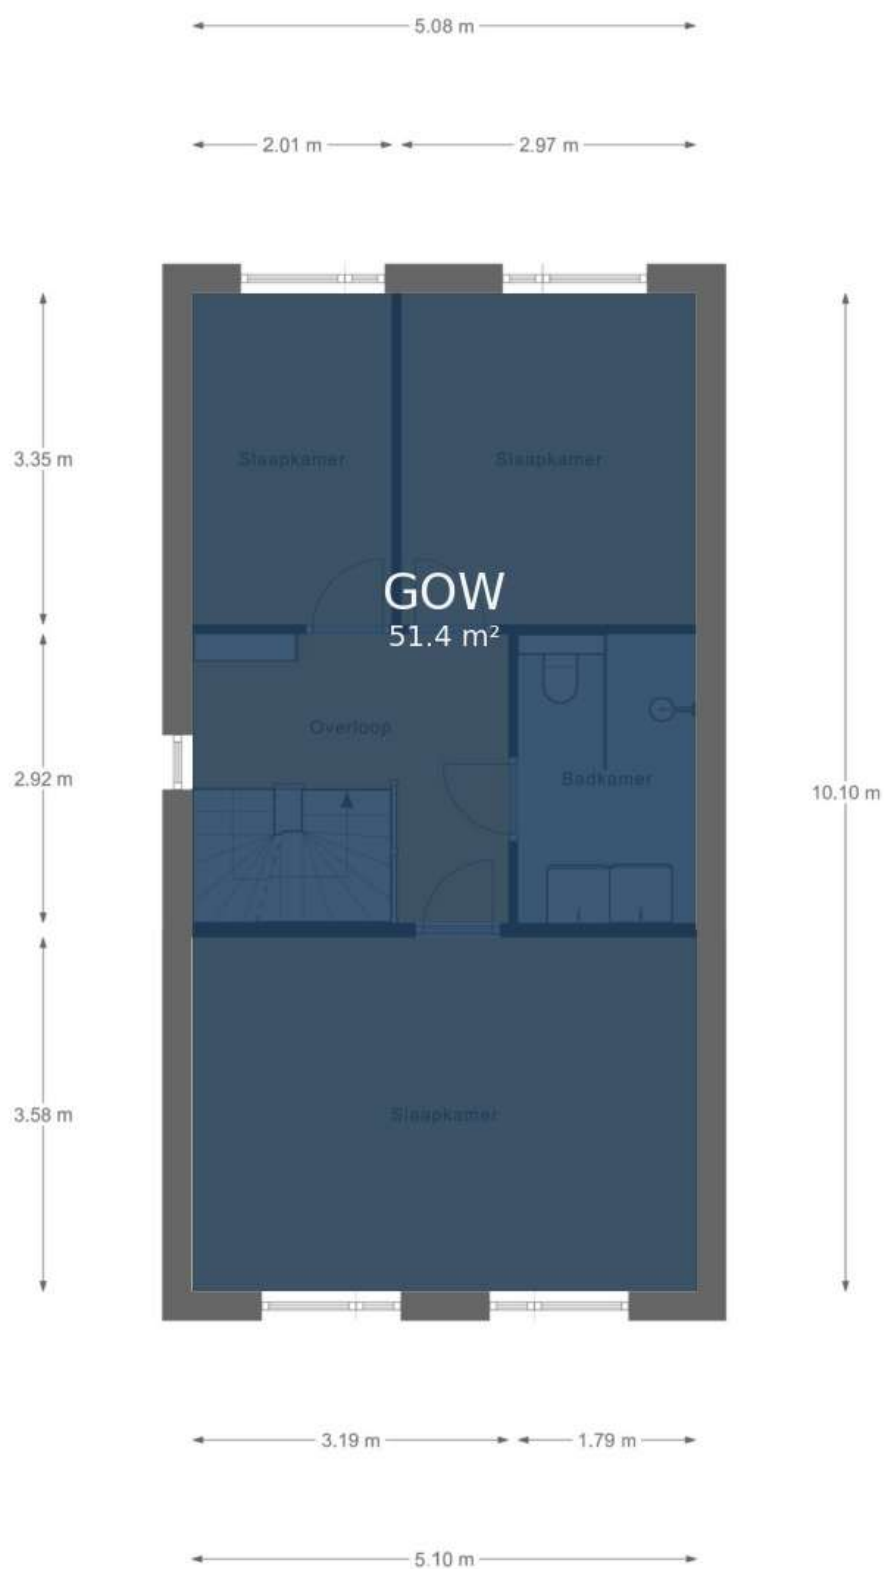 5.08 m
2.01 m
2.97 m
3.35 m
Slaapkamer
Slaapkamer
GOW
51.4 m²
Overloop
2.92 m
Badkamer
10.10 m
3.58 m
Slaapkamer
3.19 m
1.79 m
5.10 m